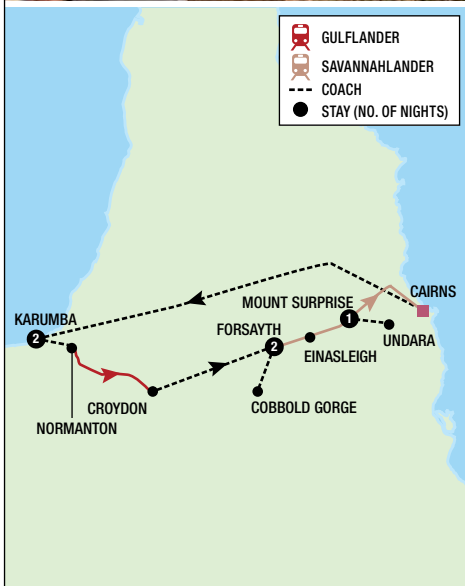 GULFLANDER
SAVANNAHLANDER
COACH
STAY (NO. OF NIGHTS)
CAIRNS
MOUNT SURPRISE
1
KARUMBA
2
FORSAYTH
2
UNDARA
EINASLEIGH
CROYDON
COBBOLD GORGE
NORMANTON